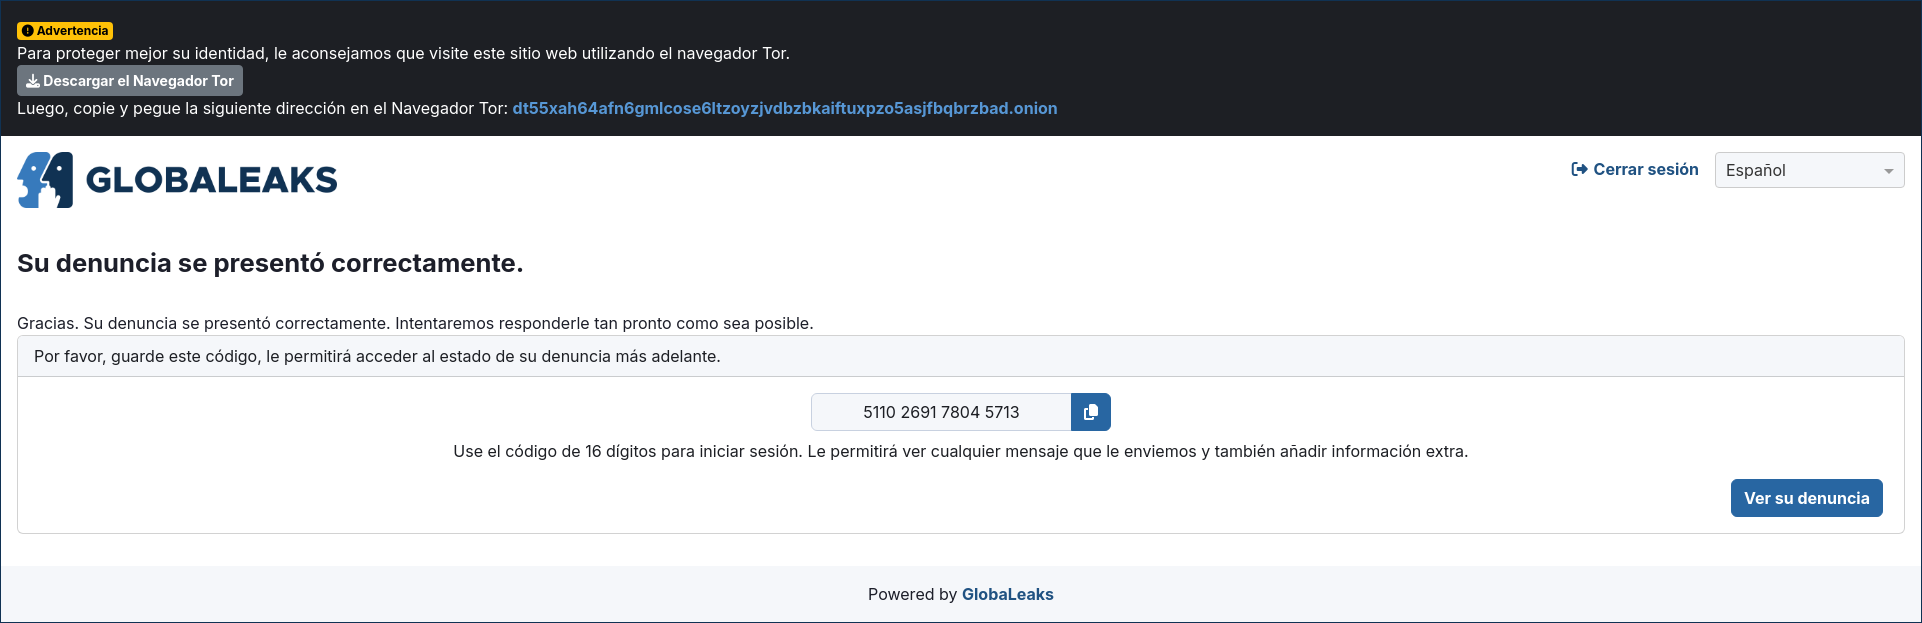 Advertencia
Para proteger mejor su identidad, le aconsejamos que visite este sitio web utilizando el navegador Tor.
Descargar el Navegador Tor
Luego, copie y pegue la siguiente dirección en el Navegador Tor: dt55xah64afn6gmlcose6ltzoyzjvdbzbkaiftuxpzo5asjfbqbrzbad.onion
GLOBALEAKS
Cerrar sesión
Español
Su denuncia se presentó correctamente.
Gracias. Su denuncia se presentó correctamente. Intentaremos responderle tan pronto como sea posible.
Por favor, guarde este código, le permitirá acceder al estado de su denuncia más adelante.
5110 2691 7804 5713
Use el código de 16 dígitos para iniciar sesión. Le permitirá ver cualquier mensaje que le enviemos y también añadir información extra.
Ver su denuncia
Powered by GlobaLeaks